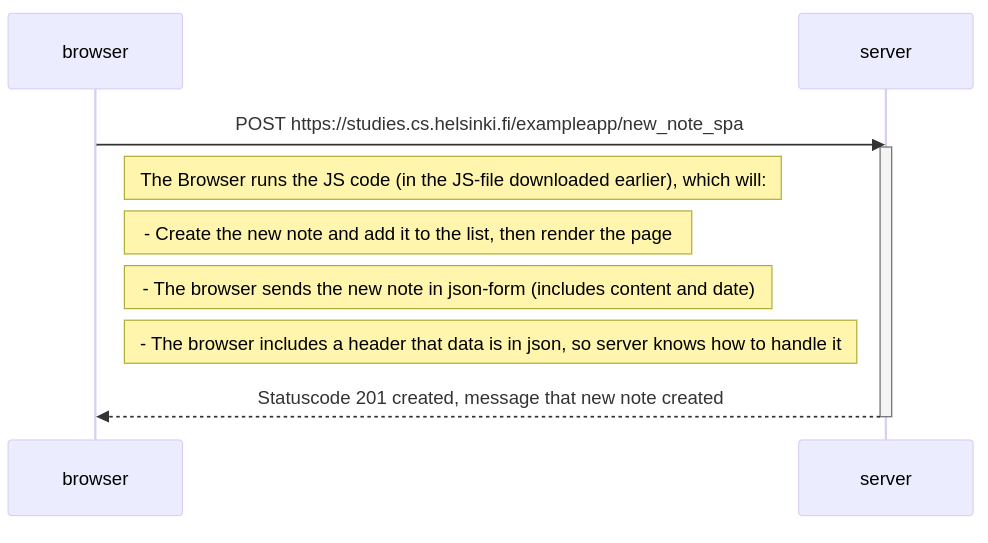 browser
server
POST https://studies.cs.helsinki.fi/exampleapp/new_note_spa
The Browser runs the JS code (in the JS-file downloaded earlier), which will:
- Create the new note and add it to the list, then render the page
- The browser sends the new note in json-form (includes content and date)
- The browser includes a header that data is in json, so server knows how to handle it
Statuscode 201 created, message that new note created
browser
server